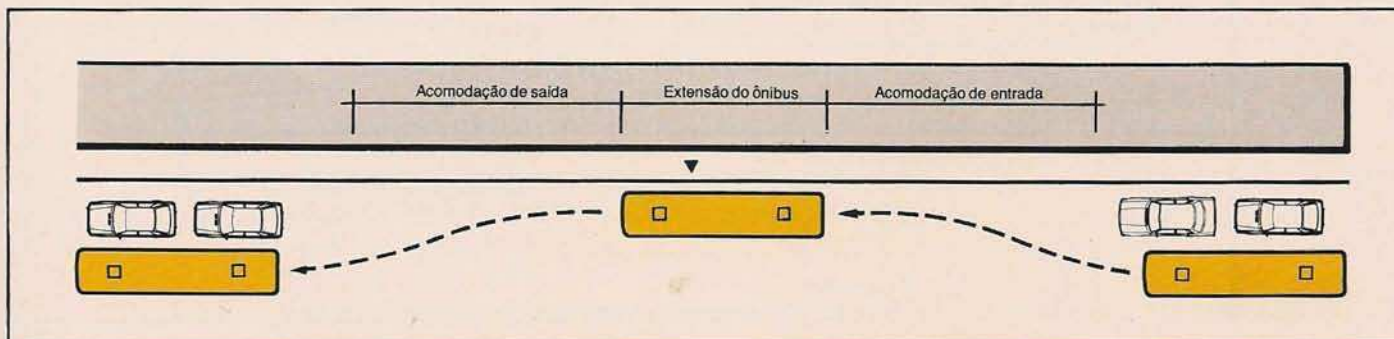 Acomodação de saída
Extensão do ônibus
Acomodação de entrada